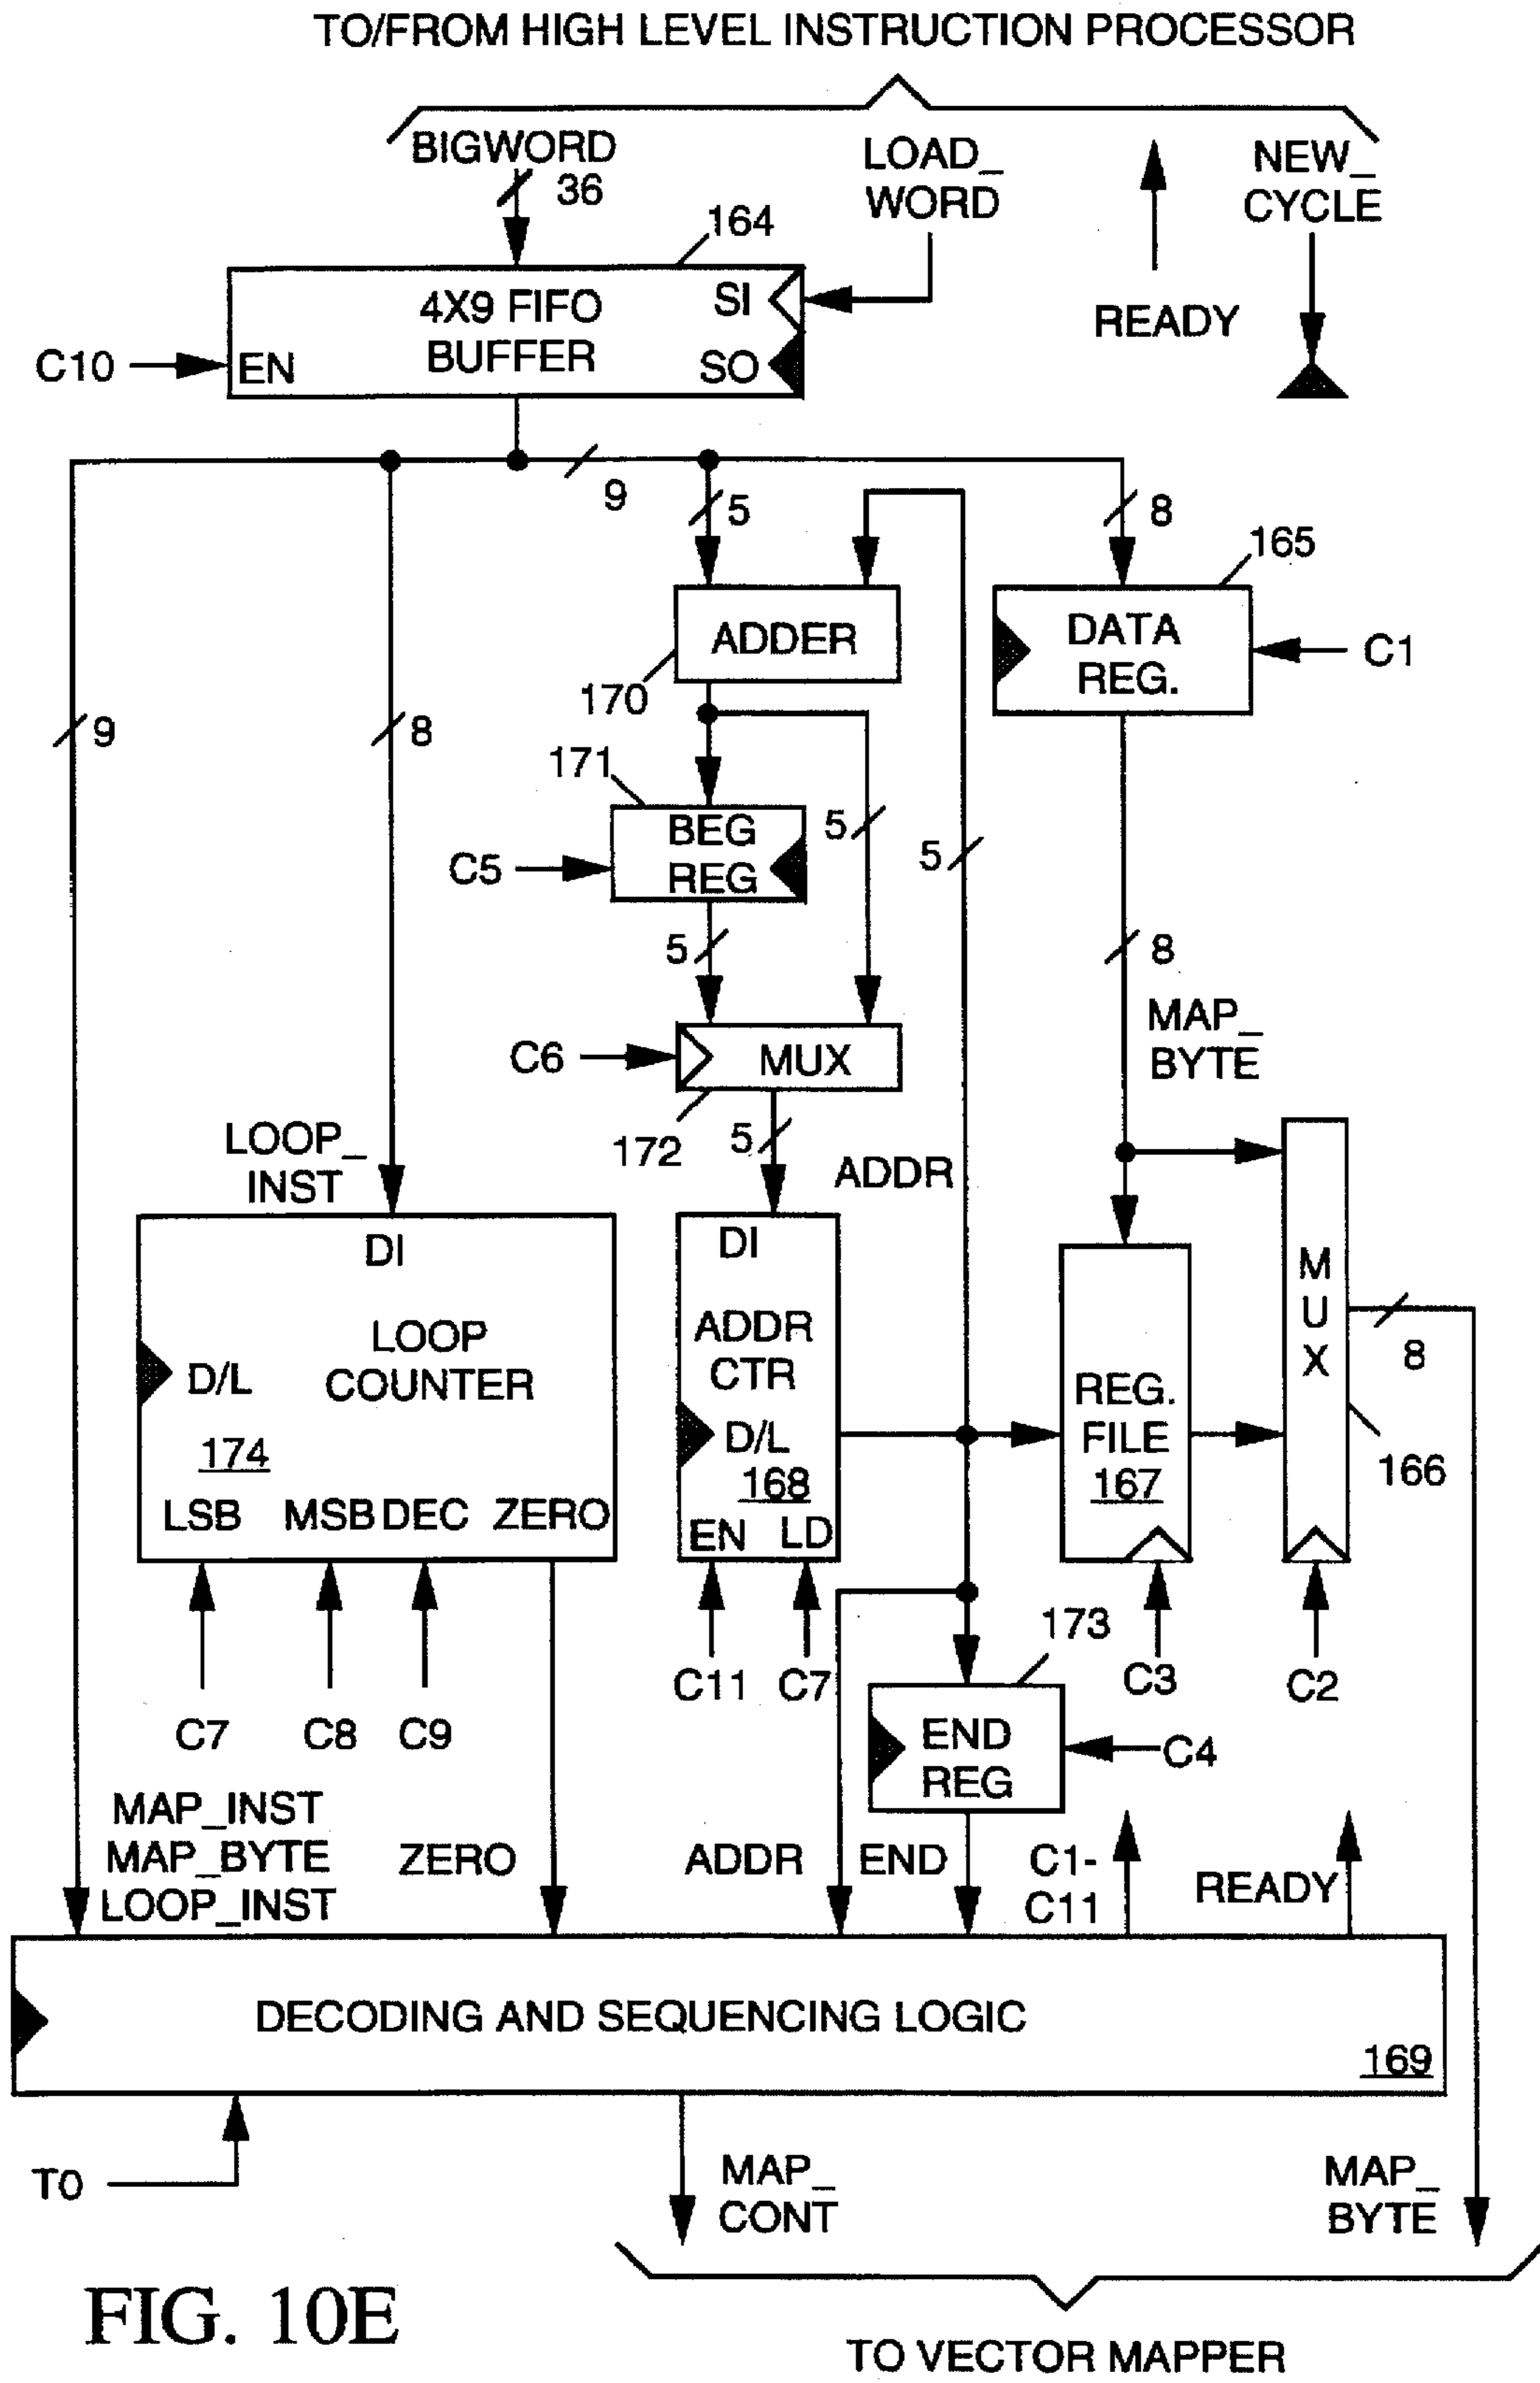 TO/FROM HIGH LEVEL INSTRUCTION PROCESSOR
BIGWORD
36
LOAD_
WORD
NEW_
CYCLE
READY
164
4X9 FIFO
BUFFER
SI
SO
EN
C10
9
5
8
165
ADDER
170
DATA
REG.
C1
9
8
171
BEG
REG
C5
5
5
5
8
MAP_
BYTE
C6
MUX
172
5
ADDR
LOOP_
INST
DI
LOOP
COUNTER
D/L
174
LSB
MSB
DEC
ZERO
DI
ADDR
CTR
D/L
168
EN
LD
REG.
FILE
167
M
U
X
8
166
C7
C8
C9
C11
C7
173
C3
C2
END
REG
C4
MAP_INST
MAP_BYTE
LOOP_INST
ZERO
ADDR
END
C1-
C11
READY
DECODING AND SEQUENCING LOGIC
169
T0
MAP_
CONT
MAP_
BYTE
FIG. 10E
TO VECTOR MAPPER